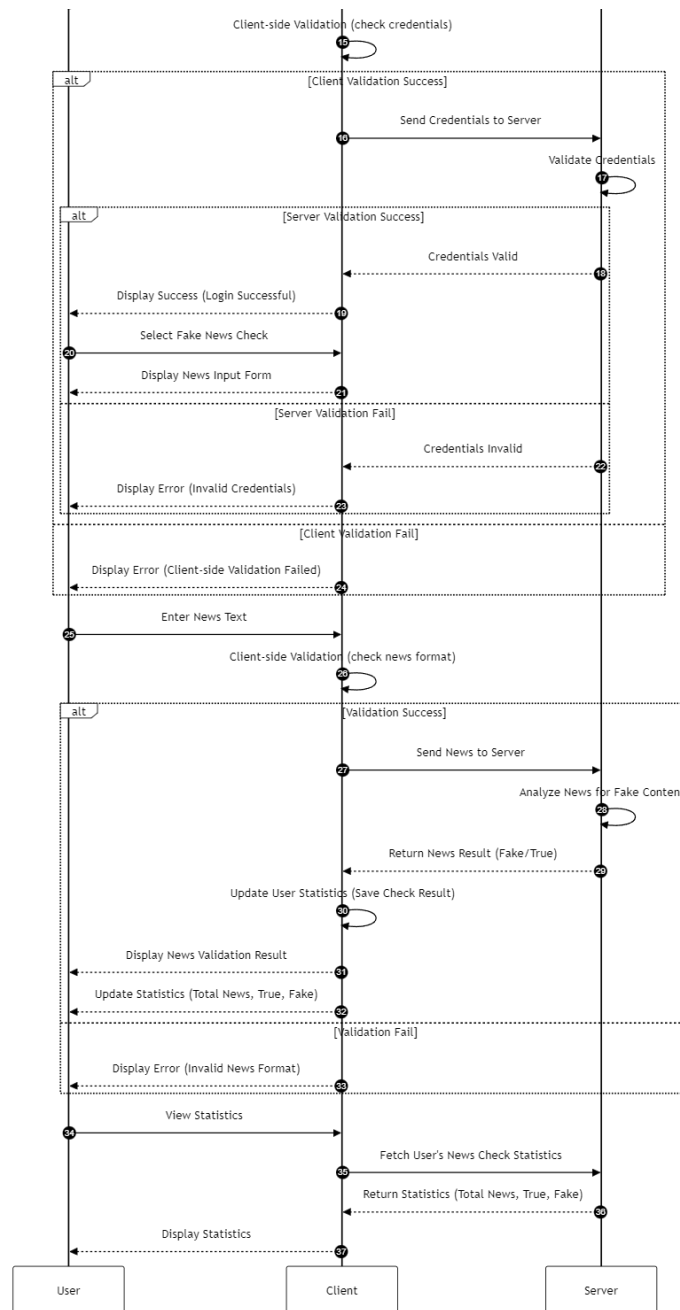 Client-side Validation (check credentials)
15
alt
[Client Validation Success]
Send Credentials to Server
16
Validate Credentials
17
alt
[Server Validation Success]
Credentials Valid
18
Display Success (Login Successful)
19
Select Fake News Check
20
Display News Input Form
21
[Server Validation Fail]
Credentials Invalid
22
Display Error (Invalid Credentials)
23
[Client Validation Fail]
Display Error (Client-side Validation Failed)
24
Enter News Text
25
Client-side Validation (check news format)
26
alt
[Validation Success]
Send News to Server
27
Analyze News for Fake Conten
28
Return News Result (Fake/True)
29
Update User Statistics (Save Check Result)
30
Display News Validation Result
31
Update Statistics (Total News, True, Fake)
32
[Validation Fail]
Display Error (Invalid News Format)
33
View Statistics
34
Fetch User's News Check Statistics
35
Return Statistics (Total News, True, Fake)
36
Display Statistics
37
User
Client
Server